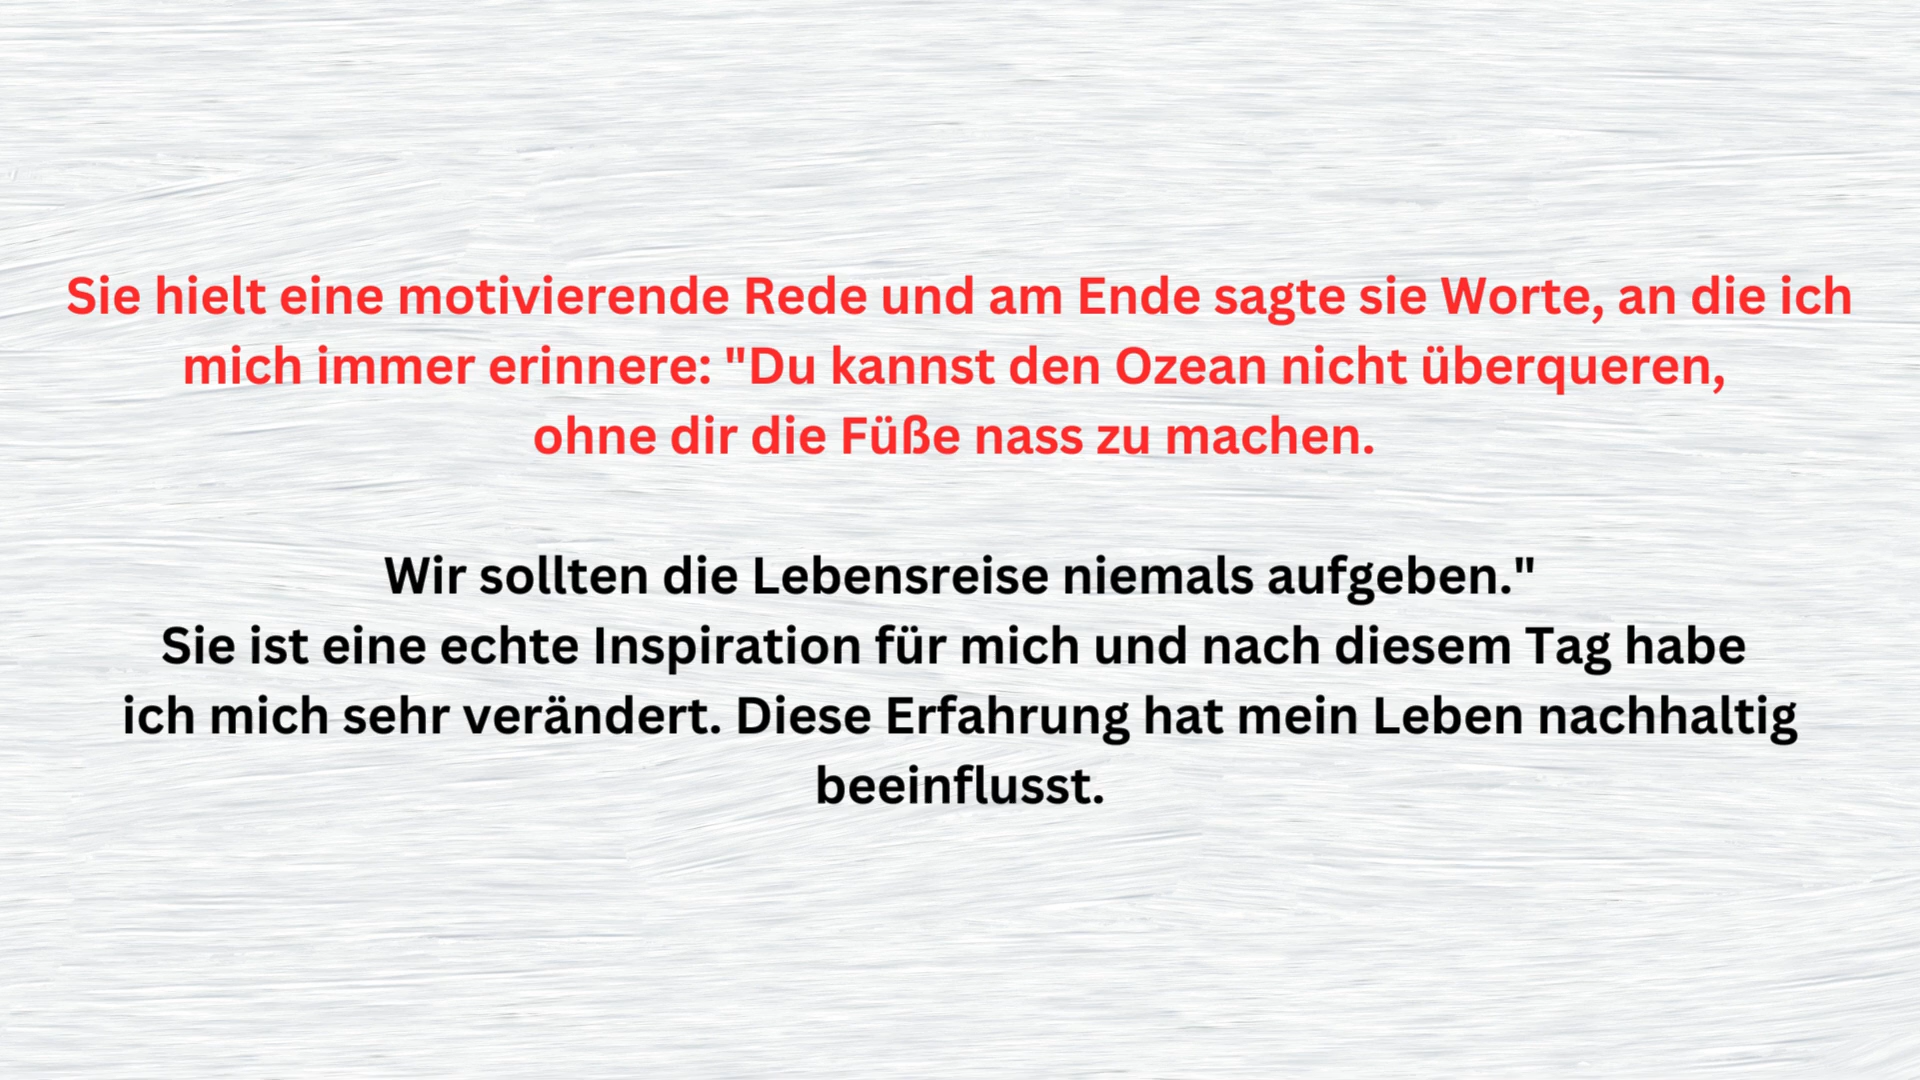 Sie hielt eine motivierende Rede und am Ende sagte sie Worte, an die ich
mich immer erinnere: "Du kannst den Ozean nicht überqueren,
ohne dir die Füße nass zu machen.
Wir sollten die Lebensreise niemals aufgeben."
Sie ist eine echte Inspiration für mich und nach diesem Tag habe
ich mich sehr verändert. Diese Erfahrung hat mein Leben nachhaltig
beeinflusst.